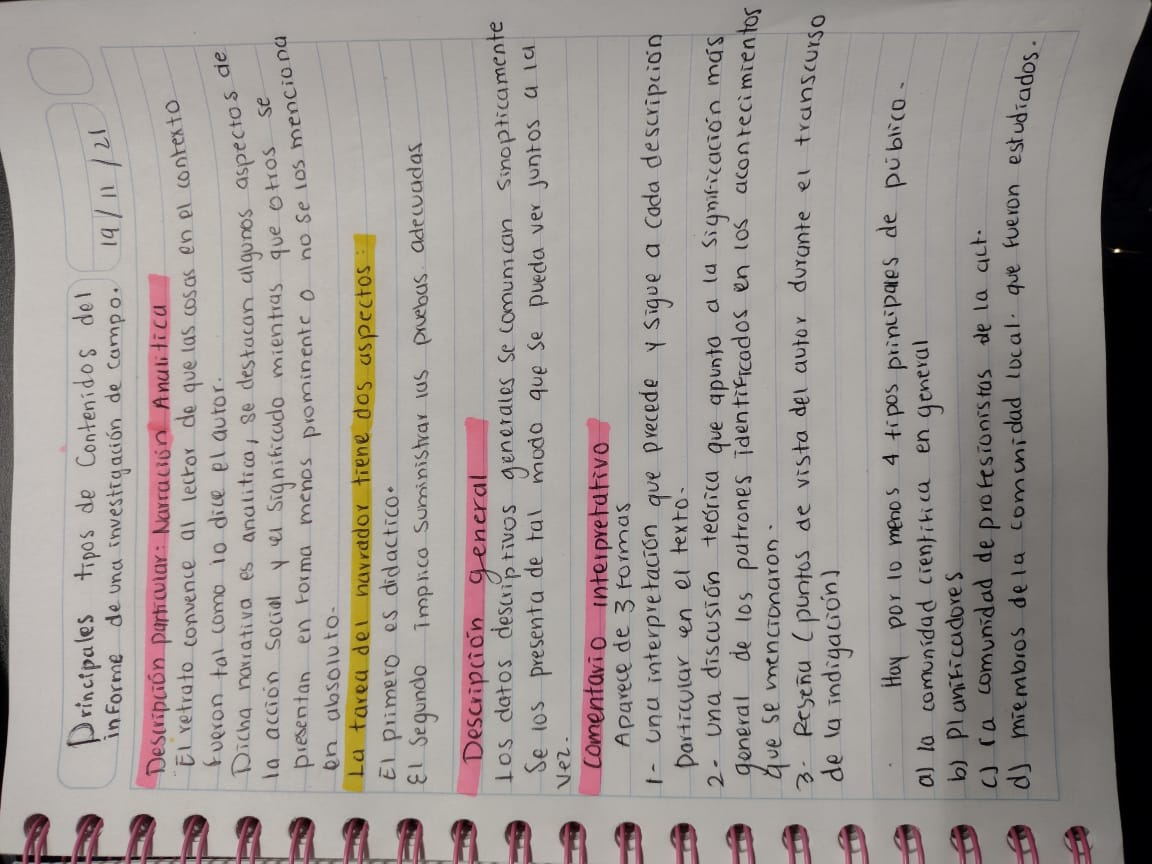 Principales tipos de Contenidos del
informe de una investigación de campo.
19/11/21
Descripción particular: Narración Analitica
El retrato convence al lector de que las cosas en el contexto
fueron tal como lo dice el autor.
Dicha narrativa es analitica, se destacan algunos aspectos de
la acción social y el significado mientras que otros se
presentan en forma menos prominente o no se los menciona
en absoluto.
La tarea del narrador tiene dos aspectos:
El primero es didactico.
El segundo implica suministrar las pruebas adecuadas
Descripción general
Los datos descriptivos generales se comunican sinopticamente
Se los presenta de tal modo que se pueda ver juntos a la
vez.
Comentario interpretativo
Aparece de 3 formas
1- una interpretación que precede y sigue a cada descripción
particular en el texto.
2- una discusión teórica que apunta a la significación más
general de los patrones identificados en los acontecimientos
que se mencionaron.
3- Reseña (puntos de vista del autor durante el transcurso
de la indigación)
Hay por lo menos 4 tipos principales de público.
a) la comunidad científica en general
b) planificadores
c) la comunidad de profesionistas de la act.
d) miembros de la comunidad local. que fueron estudiados.